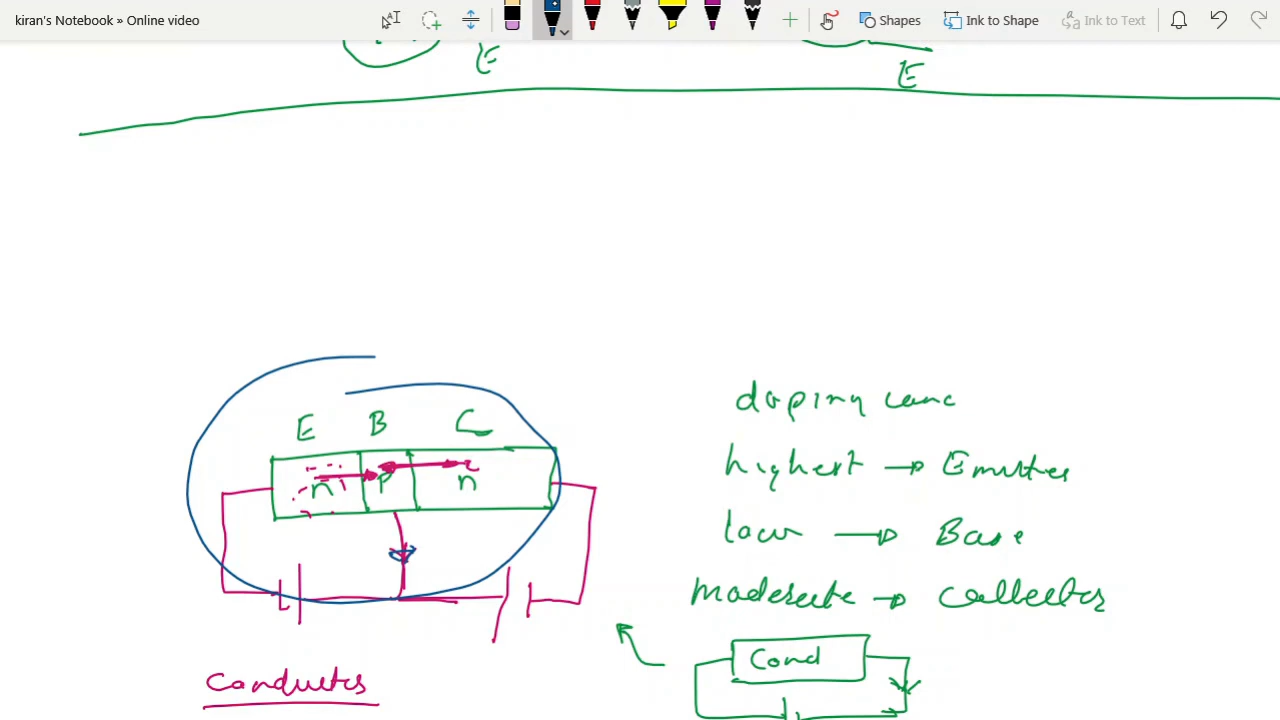 kiran's Notebook » Online video
Shapes
Ink to Shape
Ink to Text
E
E
E B C
n p n
doping conc
highest → Emitter
low → Base
moderate → Collector
Cond
Conductor